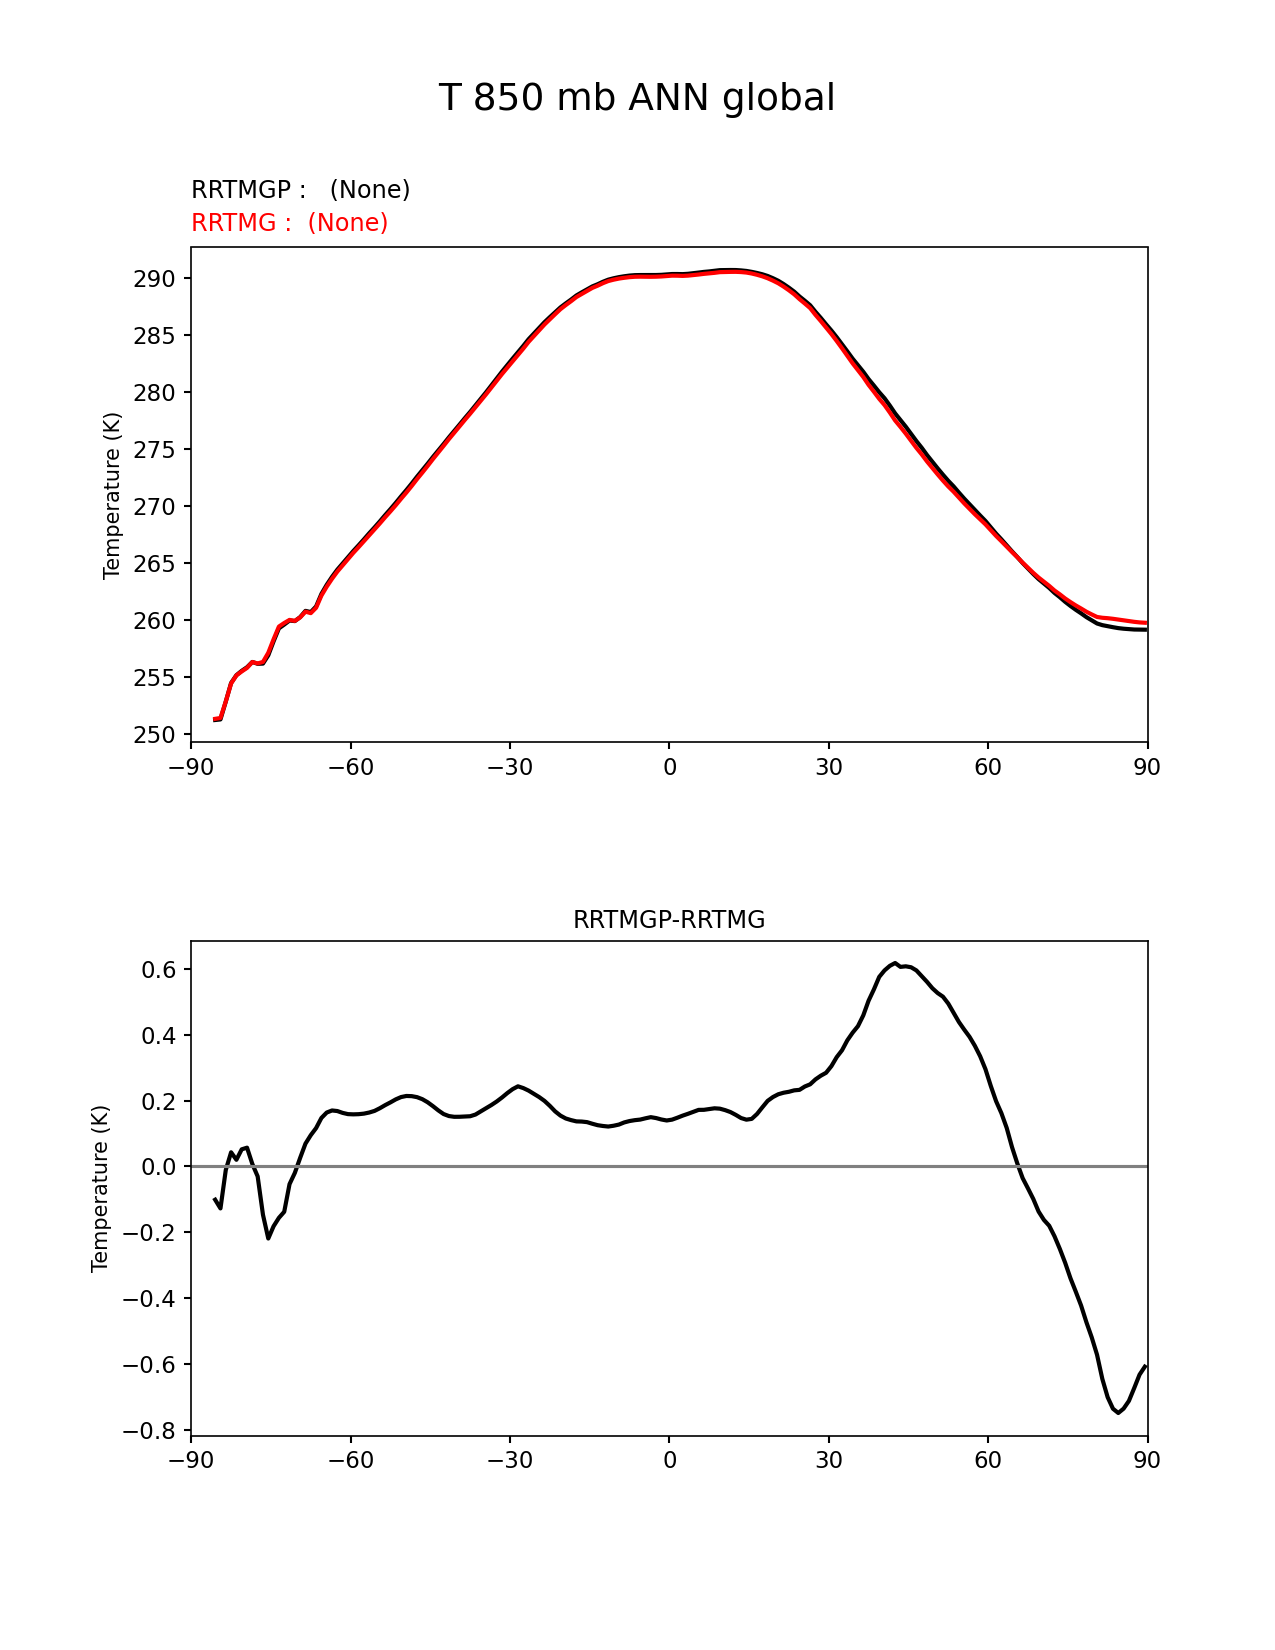 T 850 mb ANN global
RRTMGP :   (None)
RRTMG :  (None)
290
285
280
275
270
265
260
255
250
Temperature (K)
−90 −60 −30 0 30 60 90
RRTMGP-RRTMG
0.6
0.4
0.2
0.0
−0.2
−0.4
−0.6
−0.8
Temperature (K)
−90 −60 −30 0 30 60 90